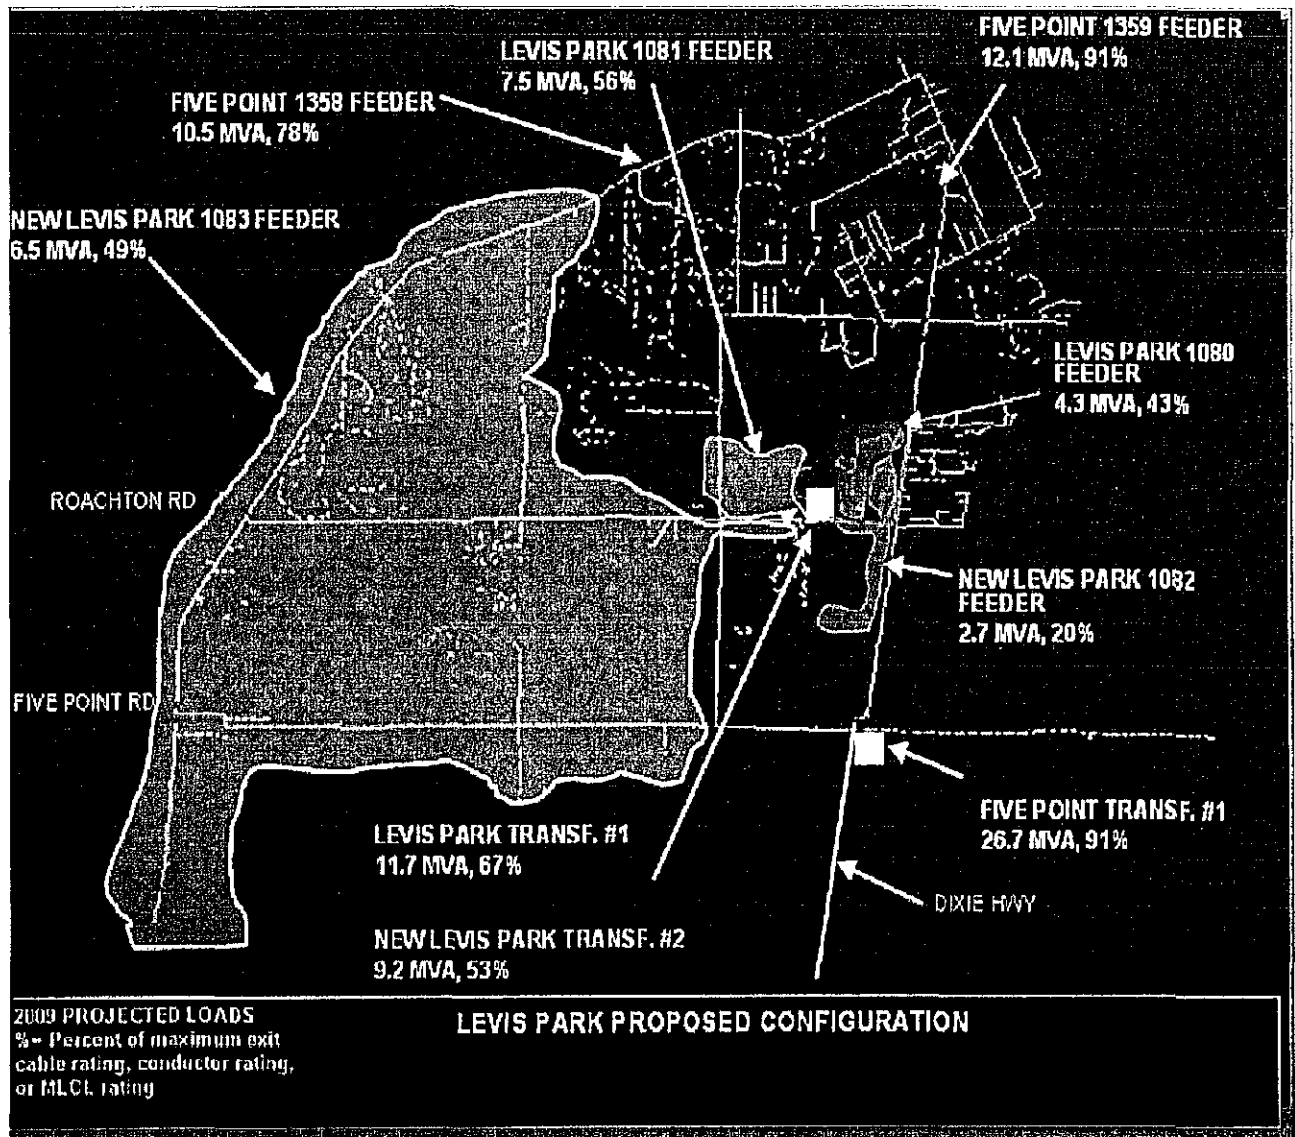 FIVE POINT 1359 FEEDER
12.1 MVA, 91%
LEVIS PARK 1081 FEEDER
7.5 MVA, 56%
FIVE POINT 1358 FEEDER
10.5 MVA, 78%
NEW LEVIS PARK 1083 FEEDER
6.5 MVA, 49%
LEVIS PARK 1080
FEEDER
4.3 MVA, 43%
ROACHTON RD
NEW LEVIS PARK 1082
FEEDER
2.7 MVA, 20%
FIVE POINT RD
FIVE POINT TRANSF. #1
26.7 MVA, 91%
LEVIS PARK TRANSF. #1
11.7 MVA, 67%
DIXIE HWY
NEW LEVIS PARK TRANSF. #2
9.2 MVA, 53%
2009 PROJECTED LOADS
%= Percent of maximum exit
cable rating, conductor rating,
or MLCL rating
LEVIS PARK PROPOSED CONFIGURATION